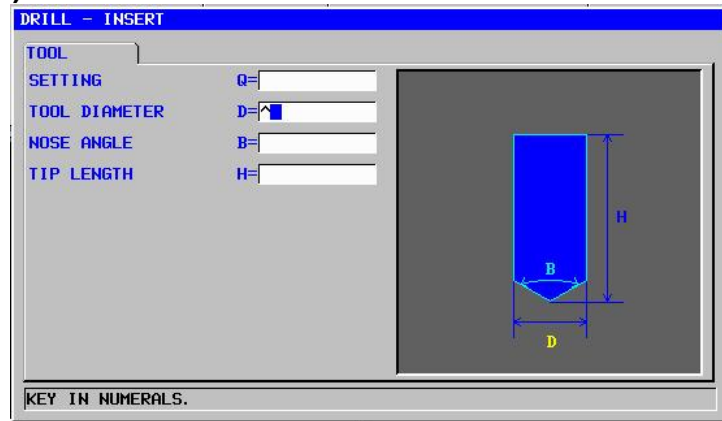 DRILL - INSERT
TOOL
SETTING Q=
TOOL DIAMETER D=^
NOSE ANGLE B=
TIP LENGTH H=
H
B
D
KEY IN NUMERALS.